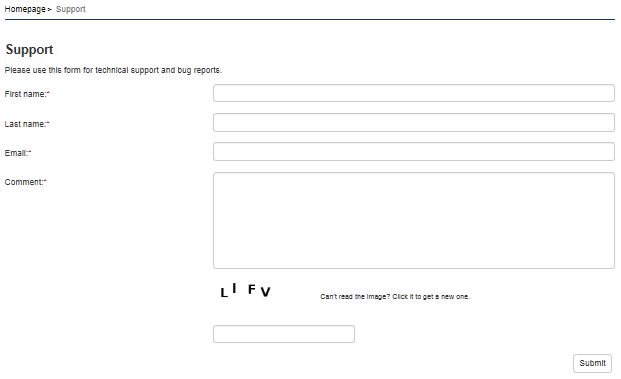 Homepage> Support
Support
Please use this form for technical support and bug reports.
First name:*
Last name:*
Email:*
Comment:*
L I F V
Can't read the image? Click it to get a new one.
Submit